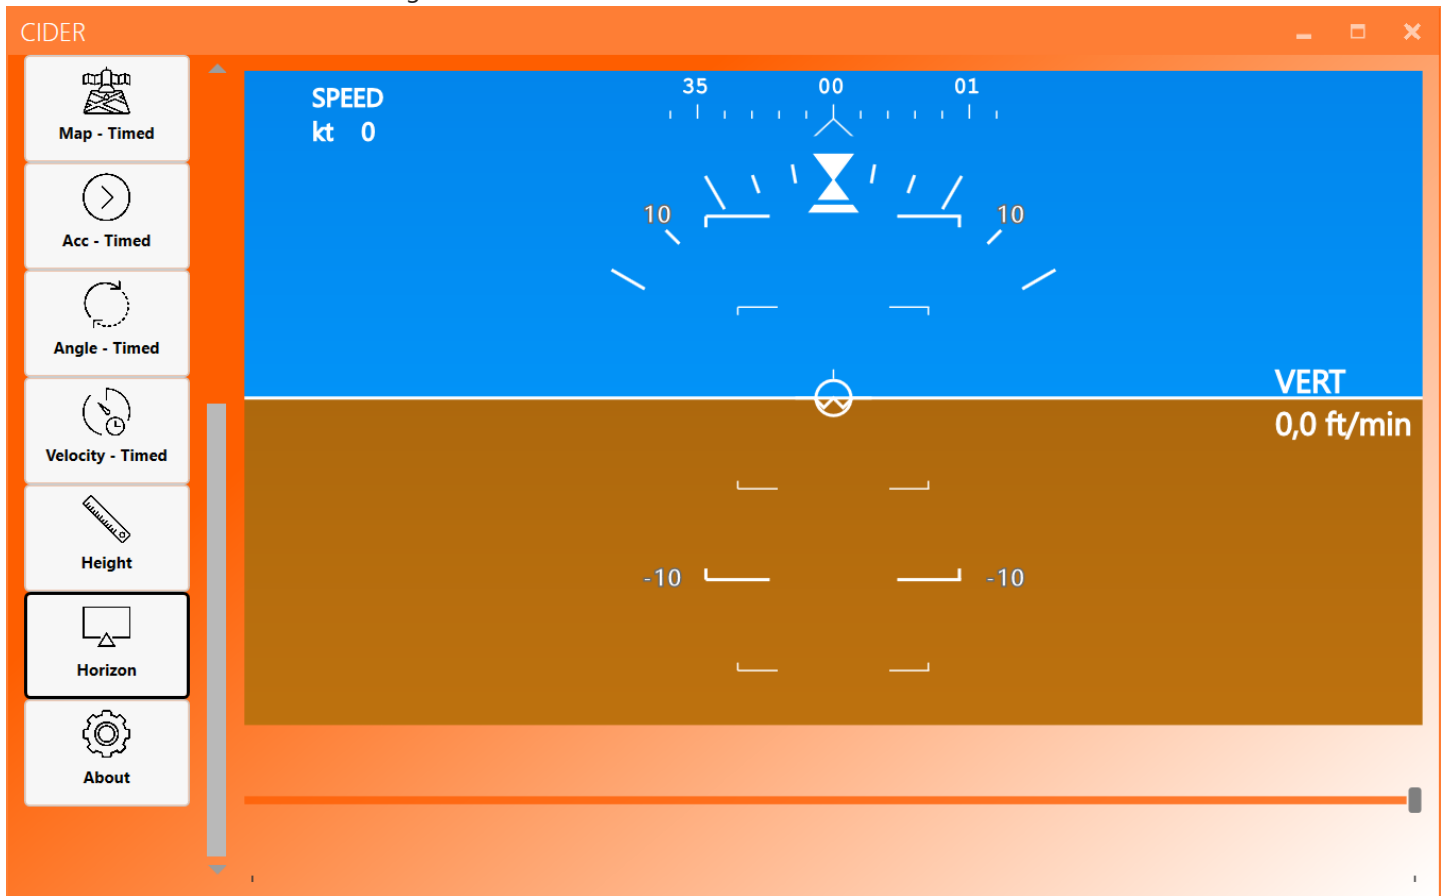 CIDER
Map - Timed
Acc - Timed
Angle - Timed
Velocity - Timed
Height
Horizon
About
SPEED
kt 0
35 00 01
10 10
VERT
0,0 ft/min
-10 -10